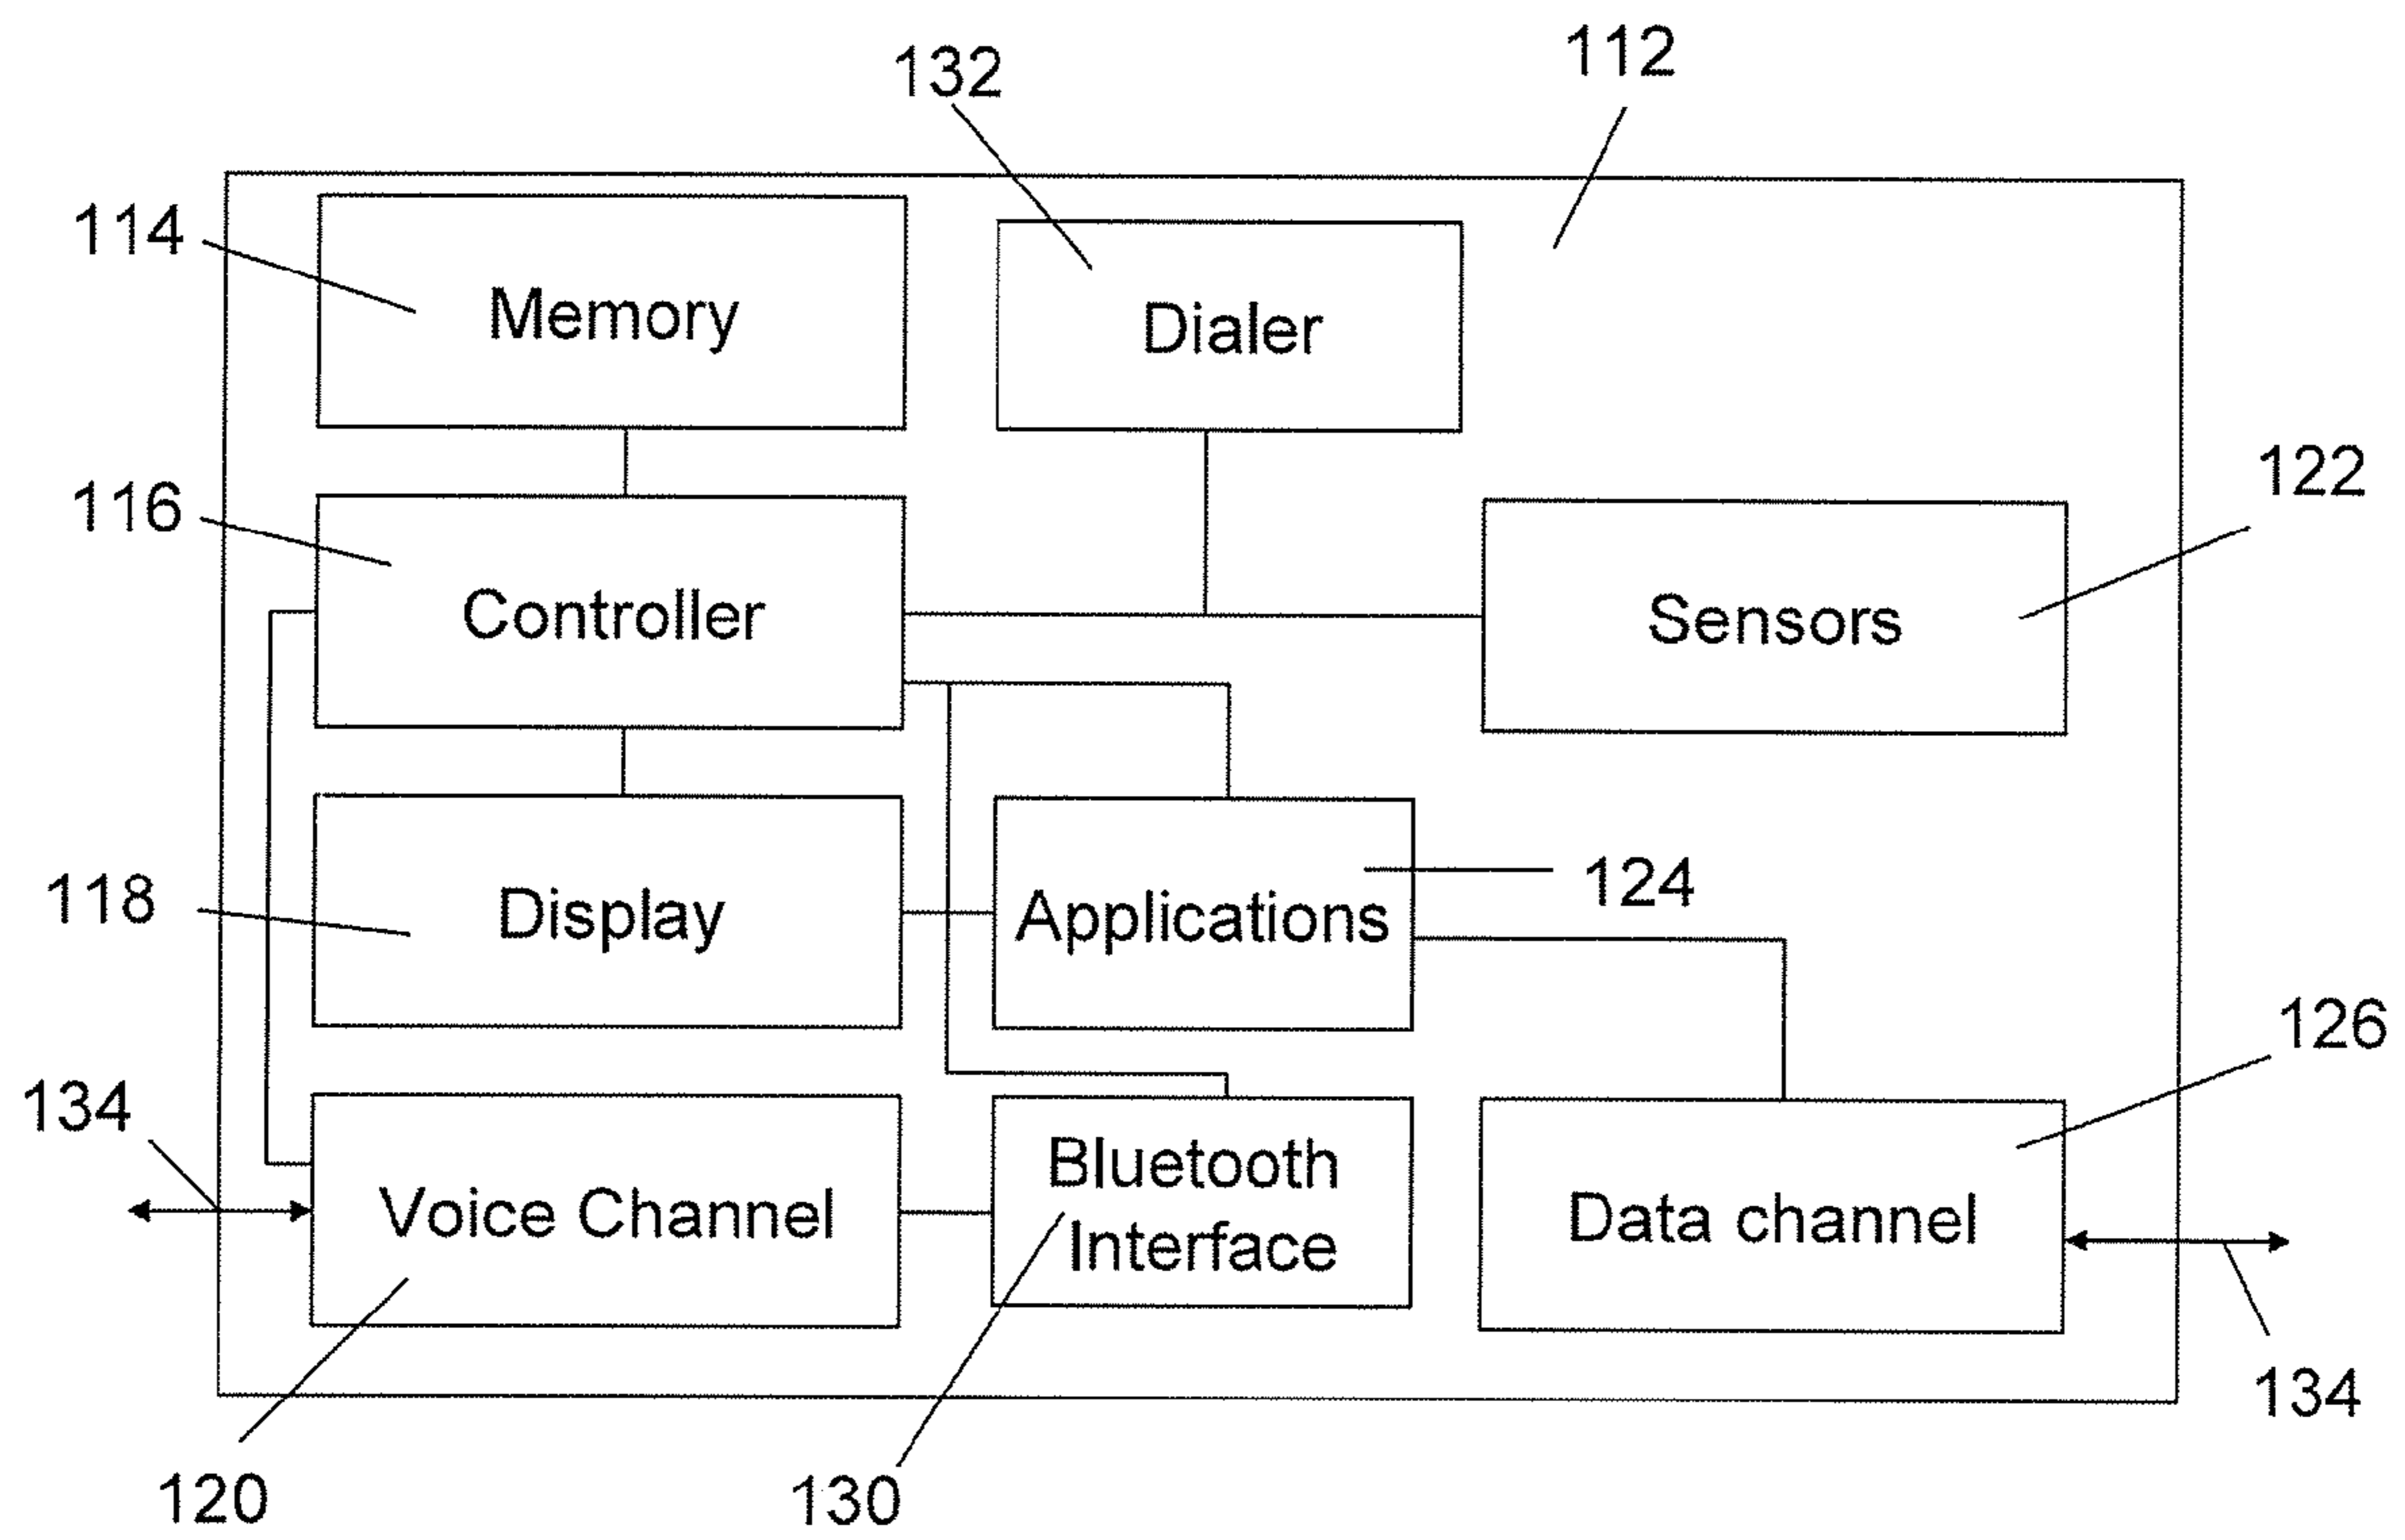 112
132
114
Memory
Dialer
122
116
Controller
Sensors
118
Display
Applications
124
126
134
Voice Channel
Bluetooth
Interface
Data channel
134
120
130